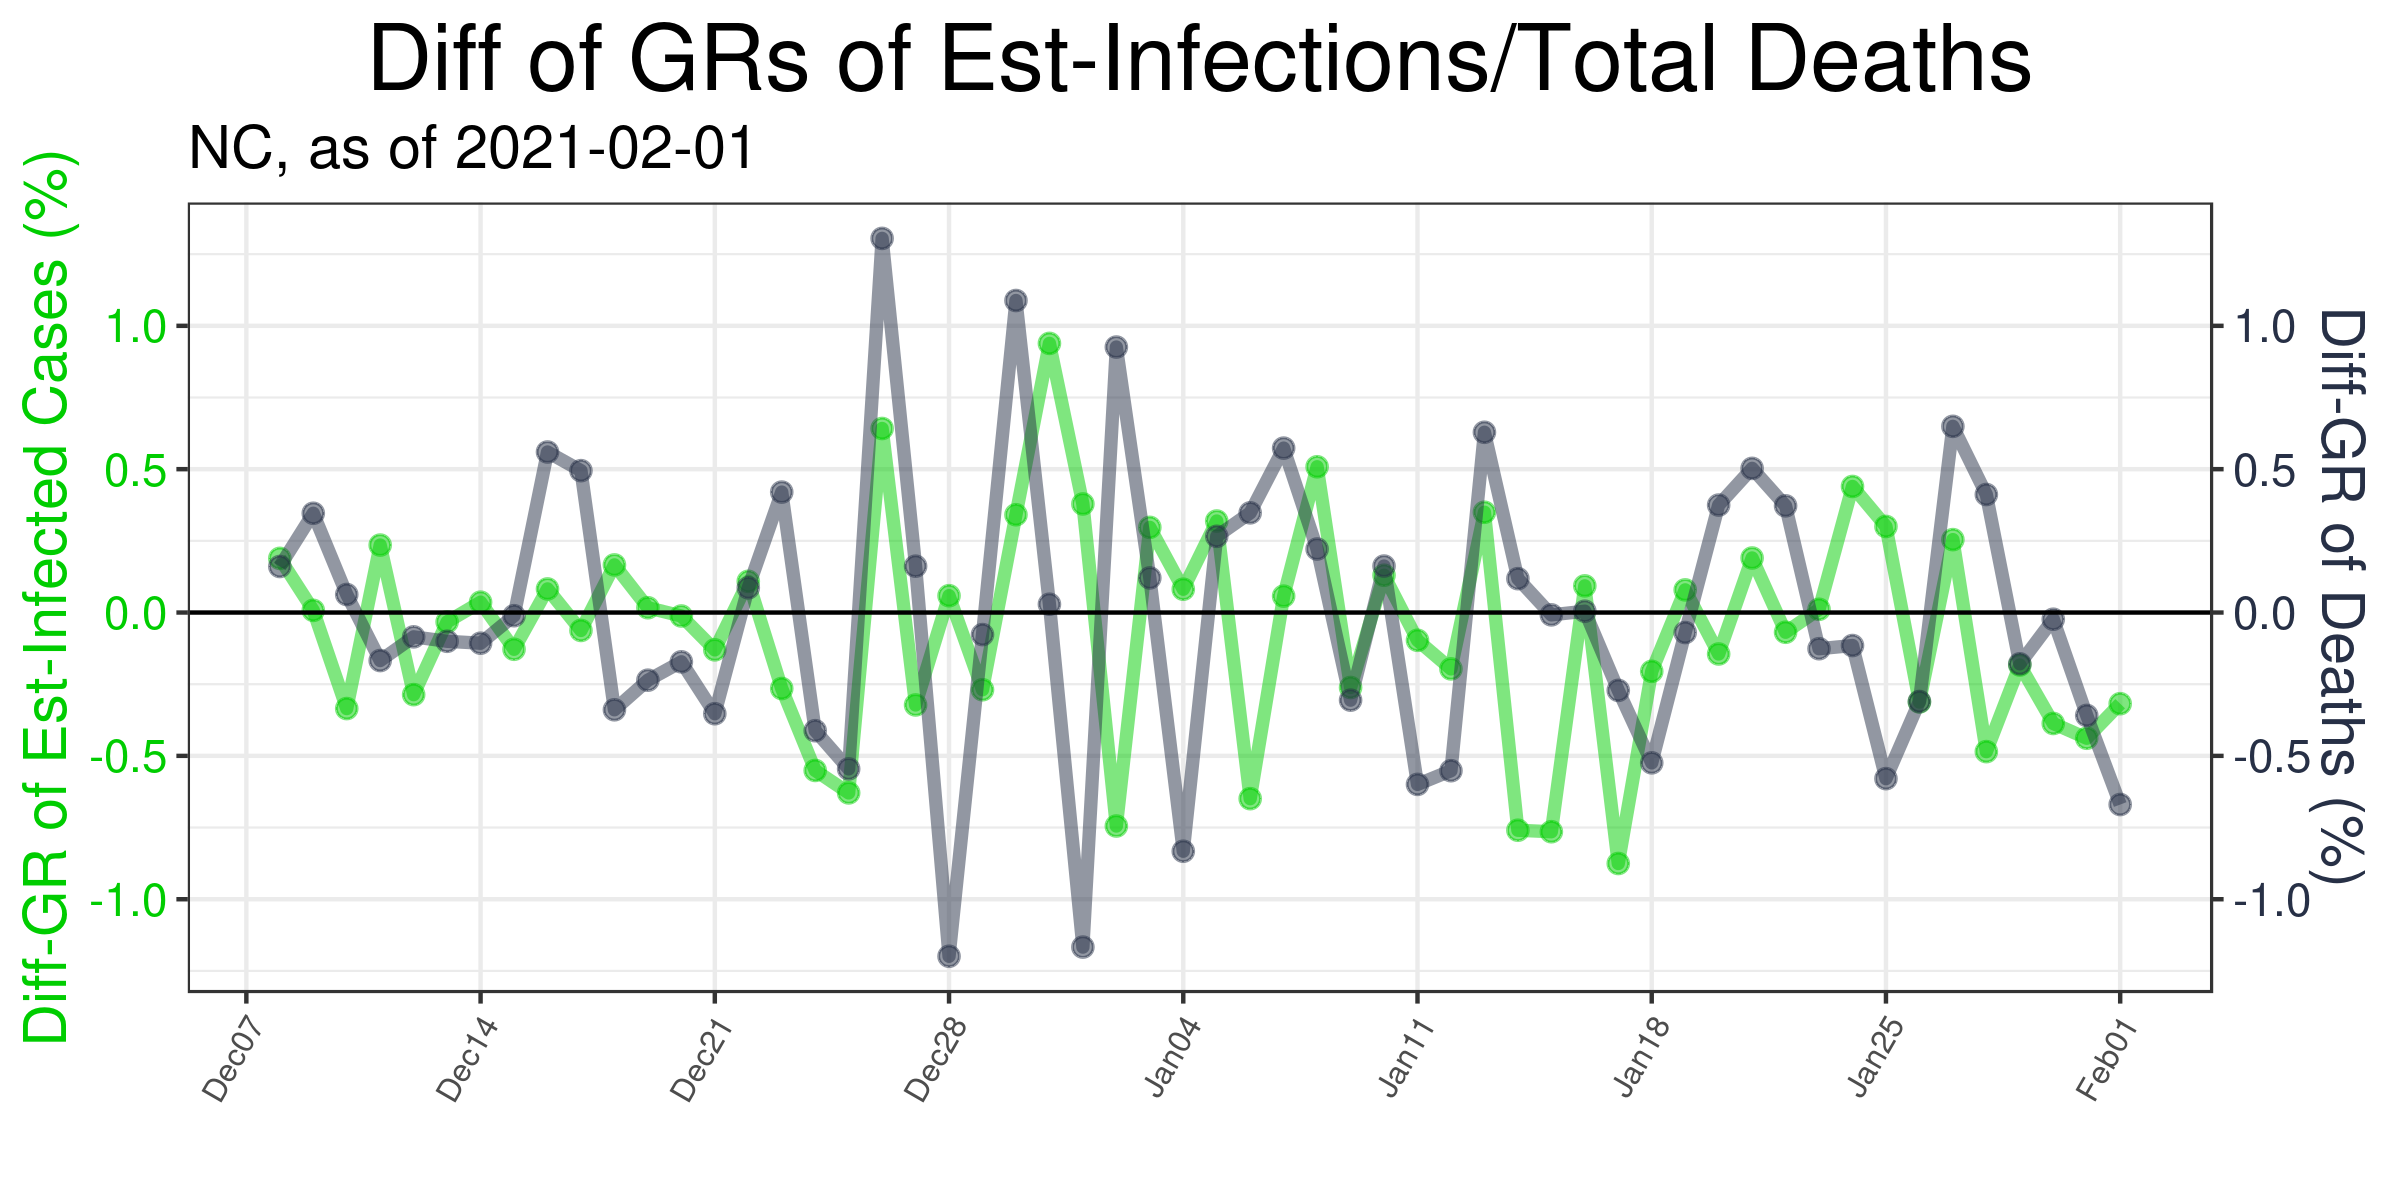 Diff of GRs of Est-Infections/Total Deaths
NC, as of 2021-02-01
Diff-GR of Est-Infected Cases (%)
1.0
0.5
0.0
-0.5
-1.0
1.0
0.5
0.0
-0.5
-1.0
Diff-GR of Deaths (%)
Dec07 Dec14 Dec21 Dec28 Jan04 Jan11 Jan18 Jan25 Feb01